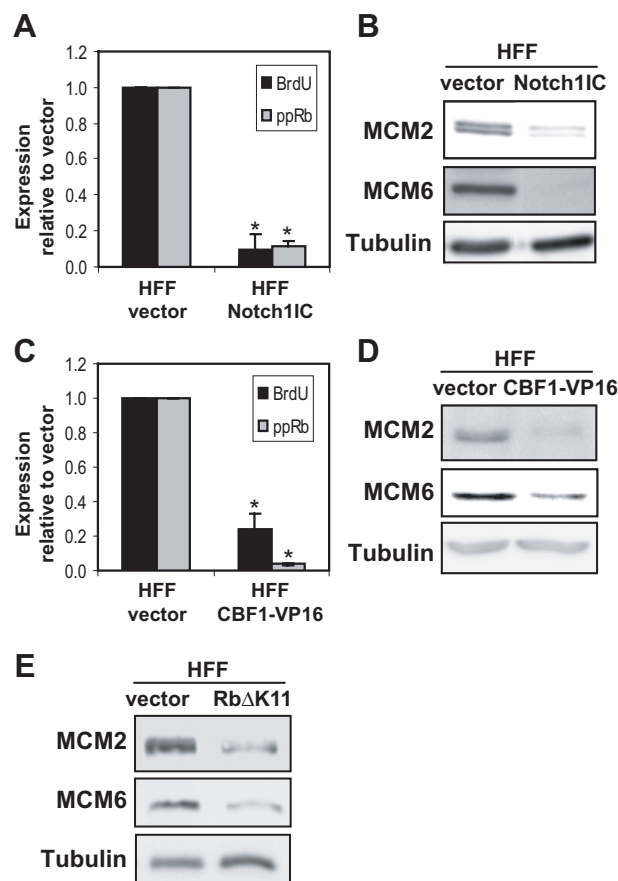 A
Expression
relative to vector
1.2
1.0
0.8
0.6
0.4
0.2
0.0
BrdU
ppRb
* *
HFF
vector
HFF
Notch1IC
B
HFF
vector Notch1IC
MCM2
MCM6
Tubulin
C
Expression
relative to vector
1.2
1.0
0.8
0.6
0.4
0.2
0.0
BrdU
ppRb
*
*
HFF
vector
HFF
CBF1-VP16
D
HFF
vector CBF1-VP16
MCM2
MCM6
Tubulin
E
HFF
vector RbΔK11
MCM2
MCM6
Tubulin